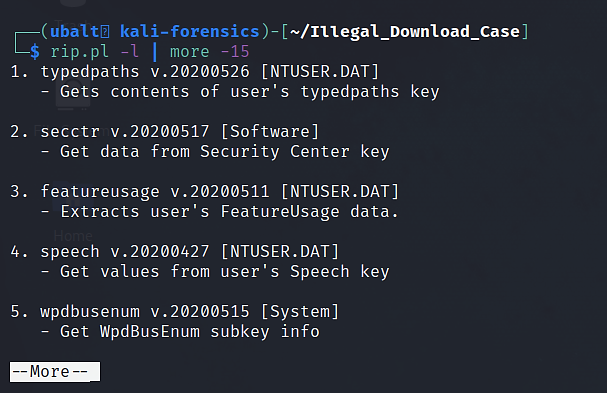 ┌──(ubalt㉿ kali-forensics)-[~/Illegal_Download_Case]
└─$ rip.pl -l | more -15
1. typedpaths v.20200526 [NTUSER.DAT]
   - Gets contents of user's typedpaths key

2. secctr v.20200517 [Software]
   - Get data from Security Center key

3. featureusage v.20200511 [NTUSER.DAT]
   - Extracts user's FeatureUsage data.

4. speech v.20200427 [NTUSER.DAT]
   - Get values from user's Speech key

5. wpdbusenum v.20200515 [System]
   - Get WpdBusEnum subkey info

Home
--More--